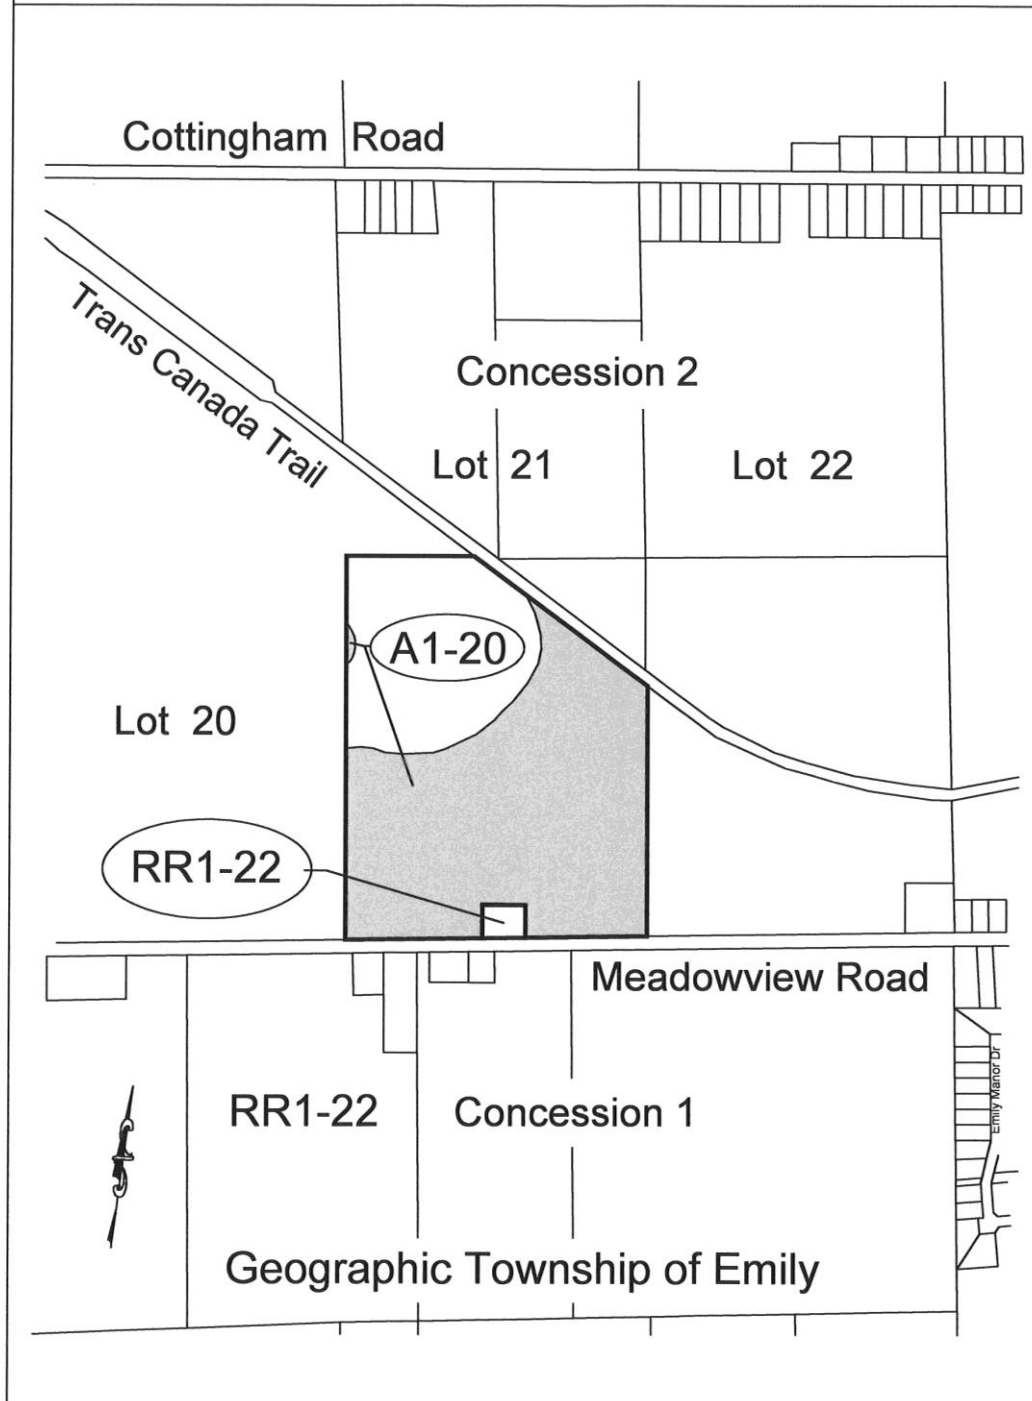 Cottingham Road
Trans Canada Trail
Concession 2
Lot 21
Lot 22
A1-20
Lot 20
RR1-22
Meadowview Road
Emily Manor Dr
RR1-22
Concession 1
Geographic Township of Emily